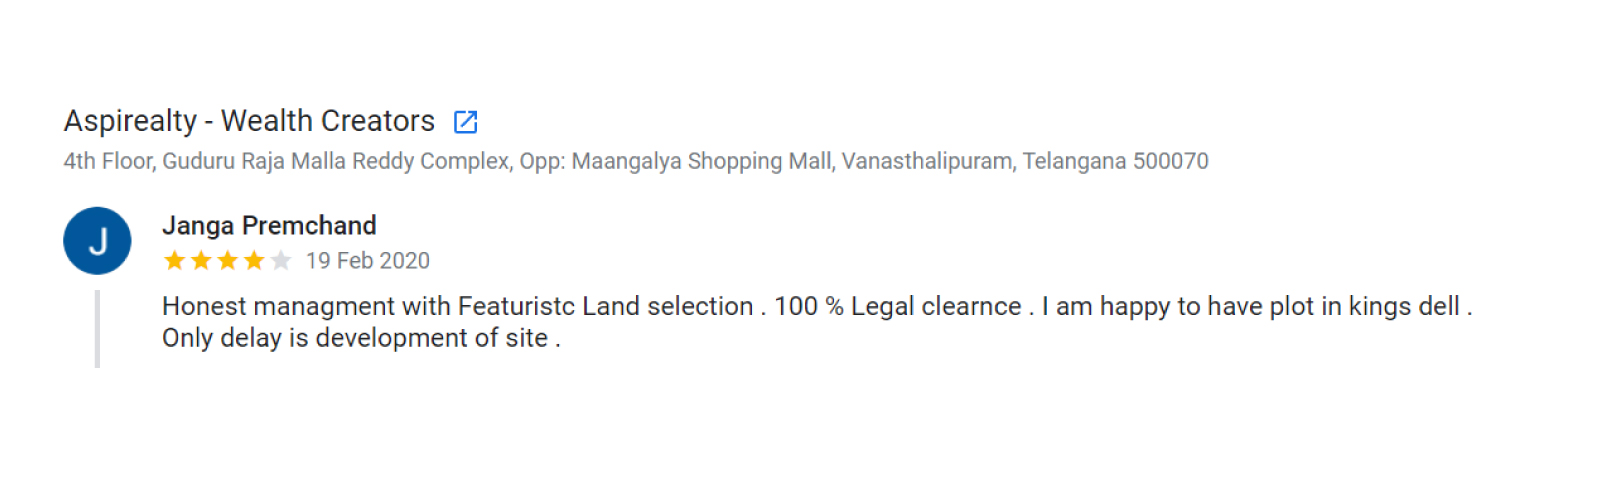 Aspirealty - Wealth Creators
4th Floor, Guduru Raja Malla Reddy Complex, Opp: Maangalya Shopping Mall, Vanasthalipuram, Telangana 500070
J
Janga Premchand
19 Feb 2020
Honest managment with Featuristc Land selection . 100 % Legal clearnce . I am happy to have plot in kings dell .
Only delay is development of site .